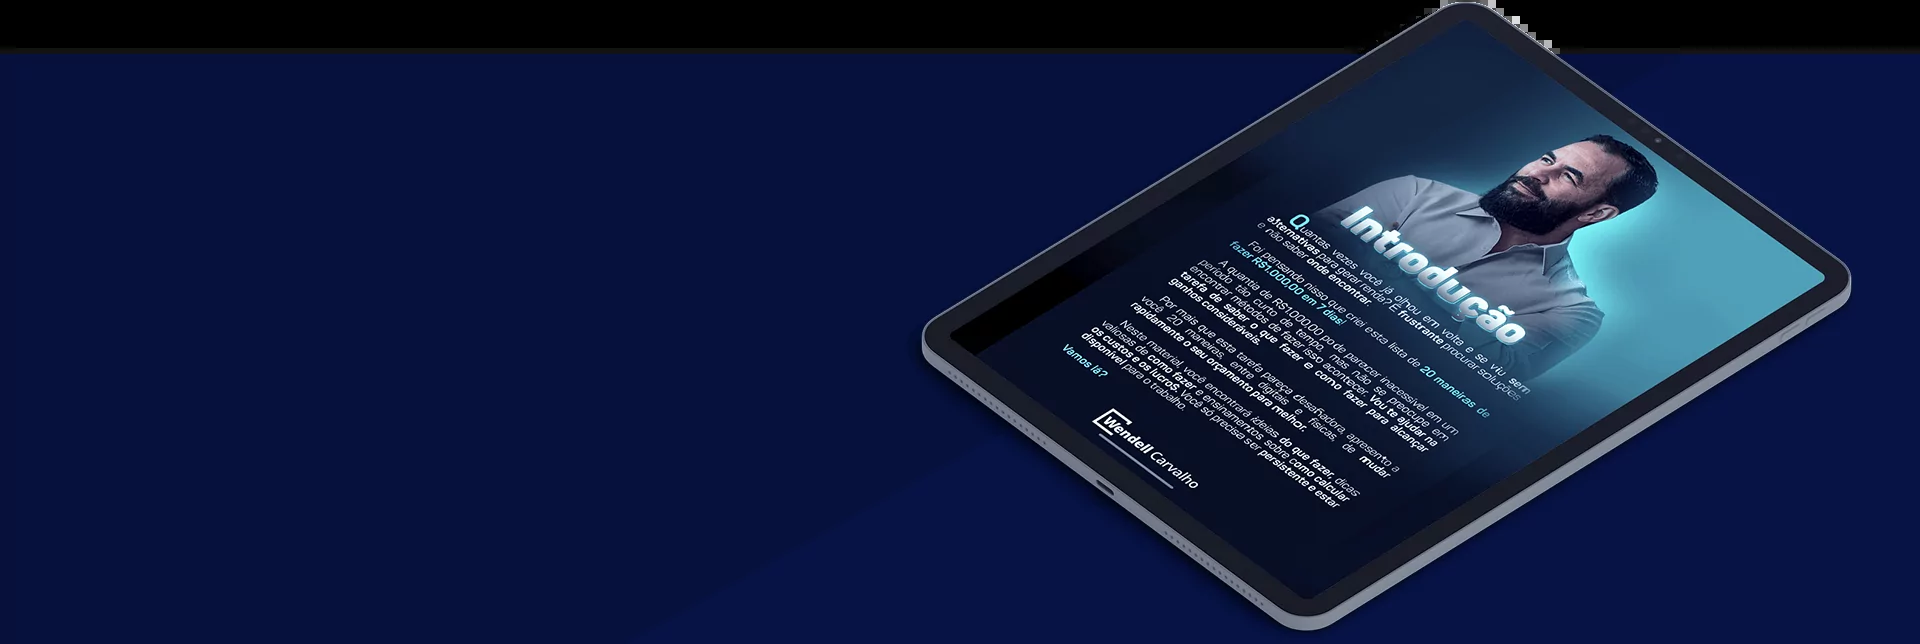 Introdução
Quantas vezes você já olhou em volta e se viu sem
alternativas para gerar renda? É frustrante procurar soluções
e não saber onde encontrar.
Foi pensando nisso que criei esta lista de 20 maneiras de
fazer R$1.000,00 em 7 dias!
A quantia de R$1.000,00 po de parecer inacessível em um
período tão curto de tempo, mas não se preocupe em
encontrar métodos de fazer isso acontecer. Vou te ajudar na
tarefa de saber o que fazer e como fazer para alcançar
ganhos consideráveis.
Por mais que esta tarefa pareça desafiadora, apresento a
você 20 maneiras, entre digitais e físicas, de mudar
rapidamente o seu orçamento para melhor.
Neste material, você encontrará ideias do que fazer, dicas
valiosas de como fazer e ensinamentos sobre como calcular
os custos e os lucro$. Você só precisa ser persistente e estar
disponível para o trabalho.
Vamos lá?
Wendell Carvalho